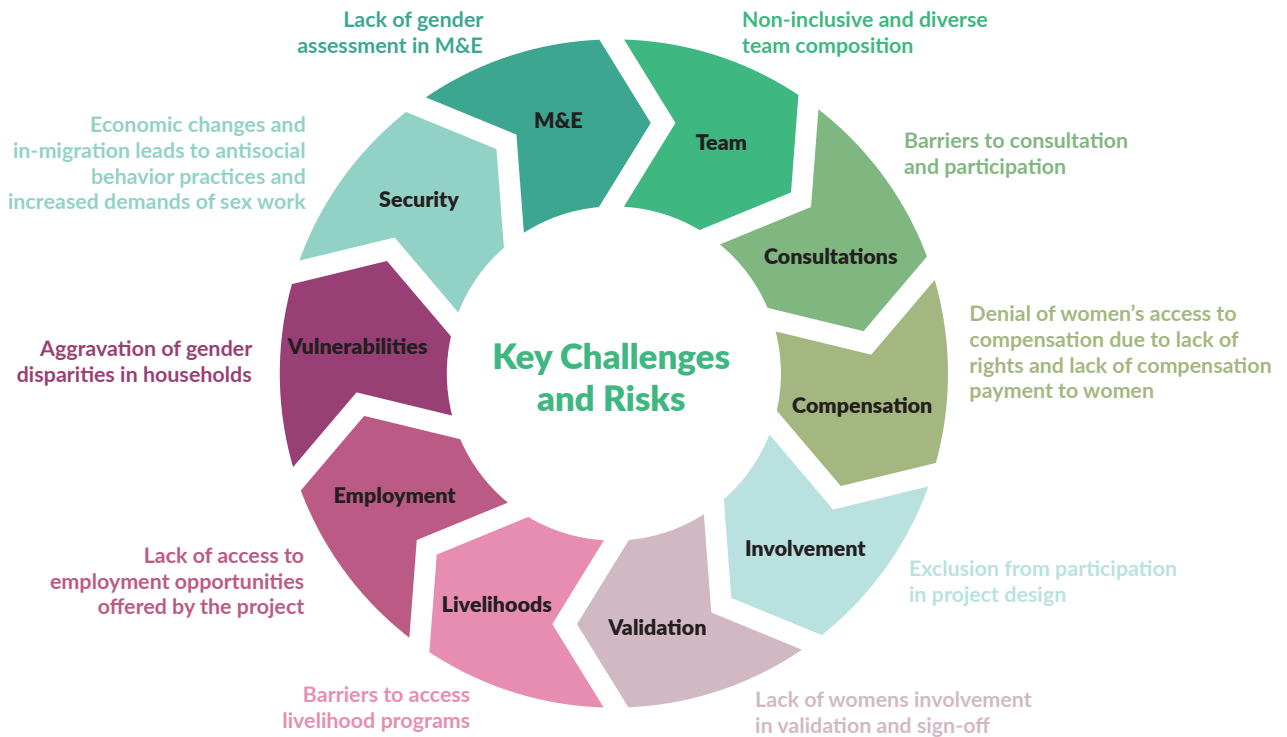 Key Challenges
and Risks
Team
Non-inclusive and diverse
team composition
Consultations
Barriers to consultation
and participation
Compensation
Denial of women’s access to
compensation due to lack of
rights and lack of compensation
payment to women
Involvement
Exclusion from participation
in project design
Validation
Lack of womens involvement
in validation and sign-off
Livelihoods
Barriers to access
livelihood programs
Employment
Lack of access to
employment opportunities
offered by the project
Vulnerabilities
Aggravation of gender
disparities in households
Security
Economic changes and
in-migration leads to antisocial
behavior practices and
increased demands of sex work
M&E
Lack of gender
assessment in M&E